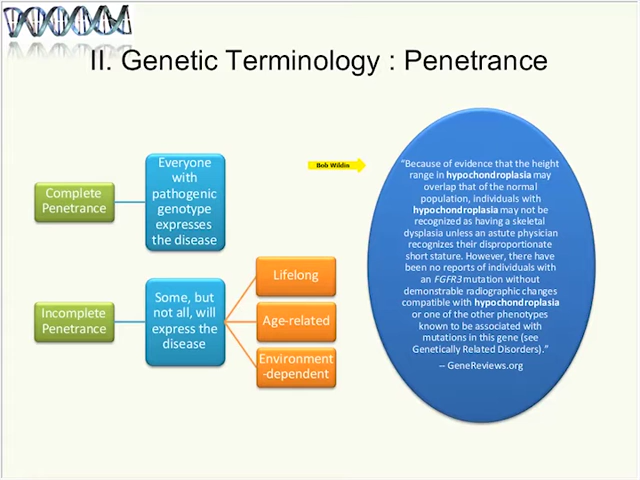 II. Genetic Terminology : Penetrance
Complete
Penetrance
Everyone
with
pathogenic
genotype
expresses
the disease
Incomplete
Penetrance
Some, but
not all, will
express the
disease
Lifelong
Age-related
Environment
-dependent
Bob Wildin
“Because of evidence that the height
range in hypochondroplasia may
overlap that of the normal
population, individuals with
hypochondroplasia may not be
recognized as having a skeletal
dysplasia unless an astute physician
recognizes their disproportionate
short stature. However, there have
been no reports of individuals with
an FGFR3 mutation without
demonstrable radiographic changes
compatible with hypochondroplasia
or one of the other phenotypes
known to be associated with
mutations in this gene (see
Genetically Related Disorders).”
-- GeneReviews.org